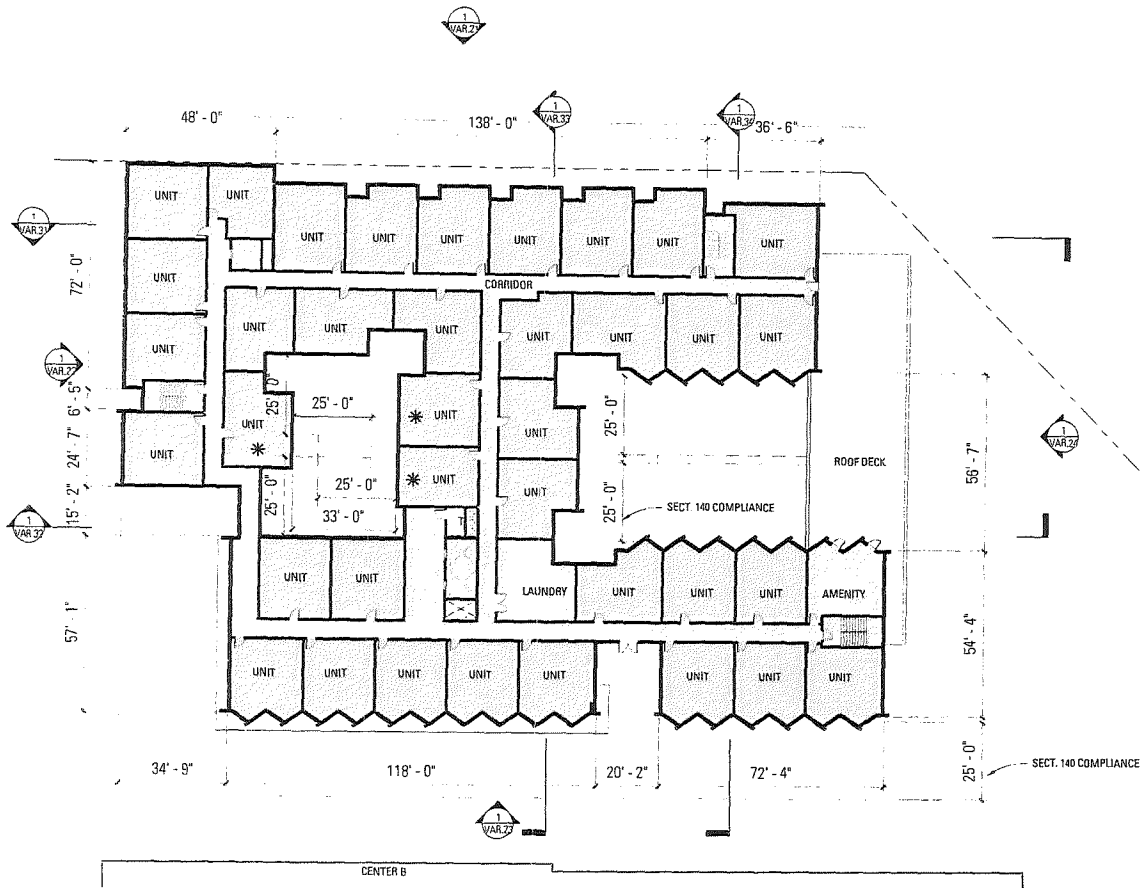 1
VAR.21
48' - 0"
138' - 0"
1
VAR.33
1
VAR.34
36' - 6"
UNIT
UNIT
1
VAR.31
UNIT
UNIT
UNIT
UNIT
UNIT
UNIT
UNIT
72' - 0"
UNIT
CORRIDOR
UNIT
UNIT
UNIT
UNIT
UNIT
UNIT
UNIT
UNIT
1
6' - 5"
25' - 0"
25' - 0"
UNIT
UNIT
UNIT
25' - 0"
1
VAR.24
24' - 7"
UNIT
ROOF DECK
56' - 7"
25' - 0"
25' - 0"
UNIT
UNIT
25' - 0"
SECT. 140 COMPLIANCE
15' - 2"
33' - 0"
1
VAR.32
T
57' - 1"
UNIT
UNIT
LAUNDRY
UNIT
UNIT
UNIT
AMENITY
54' - 4"
UNIT
UNIT
UNIT
UNIT
UNIT
UNIT
UNIT
UNIT
34' - 9"
118' - 0"
20' - 2"
72' - 4"
25' - 0"
SECT. 140 COMPLIANCE
1
VAR.23
CENTER B